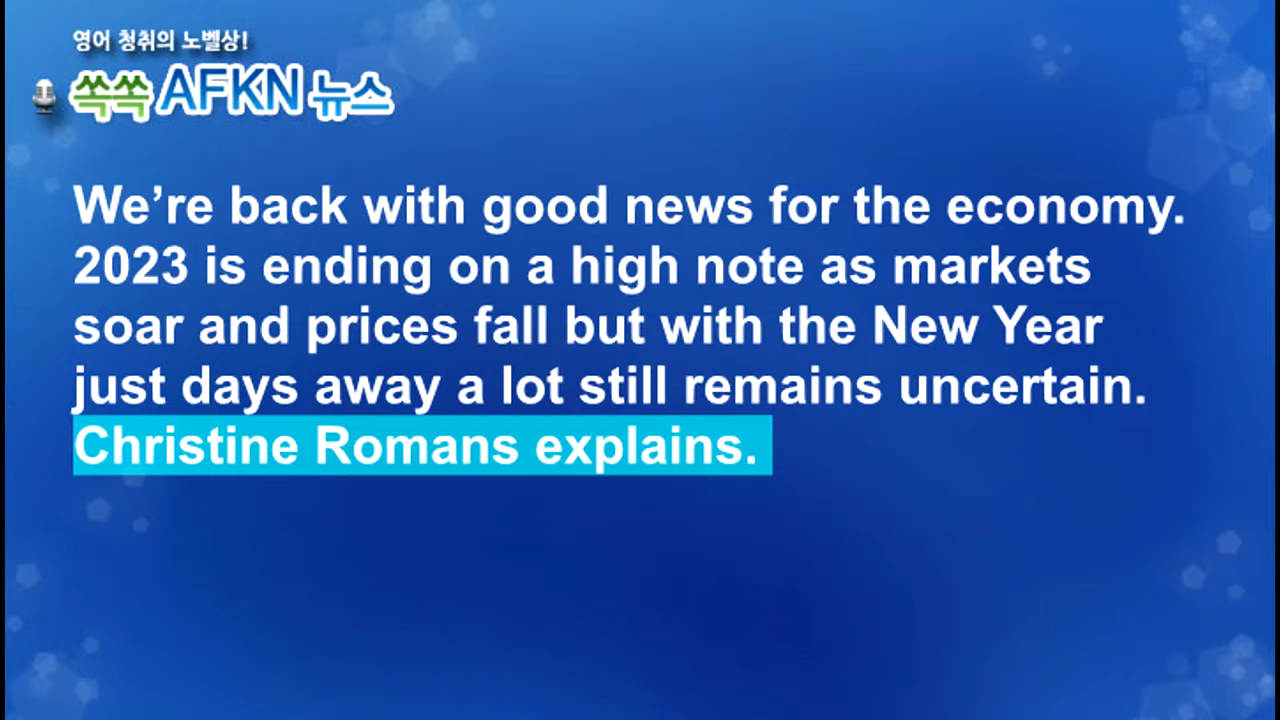 영어 청취의 노벨상!
쏙쏙 AFKN 뉴스
We’re back with good news for the economy.
2023 is ending on a high note as markets
soar and prices fall but with the New Year
just days away a lot still remains uncertain.
Christine Romans explains.